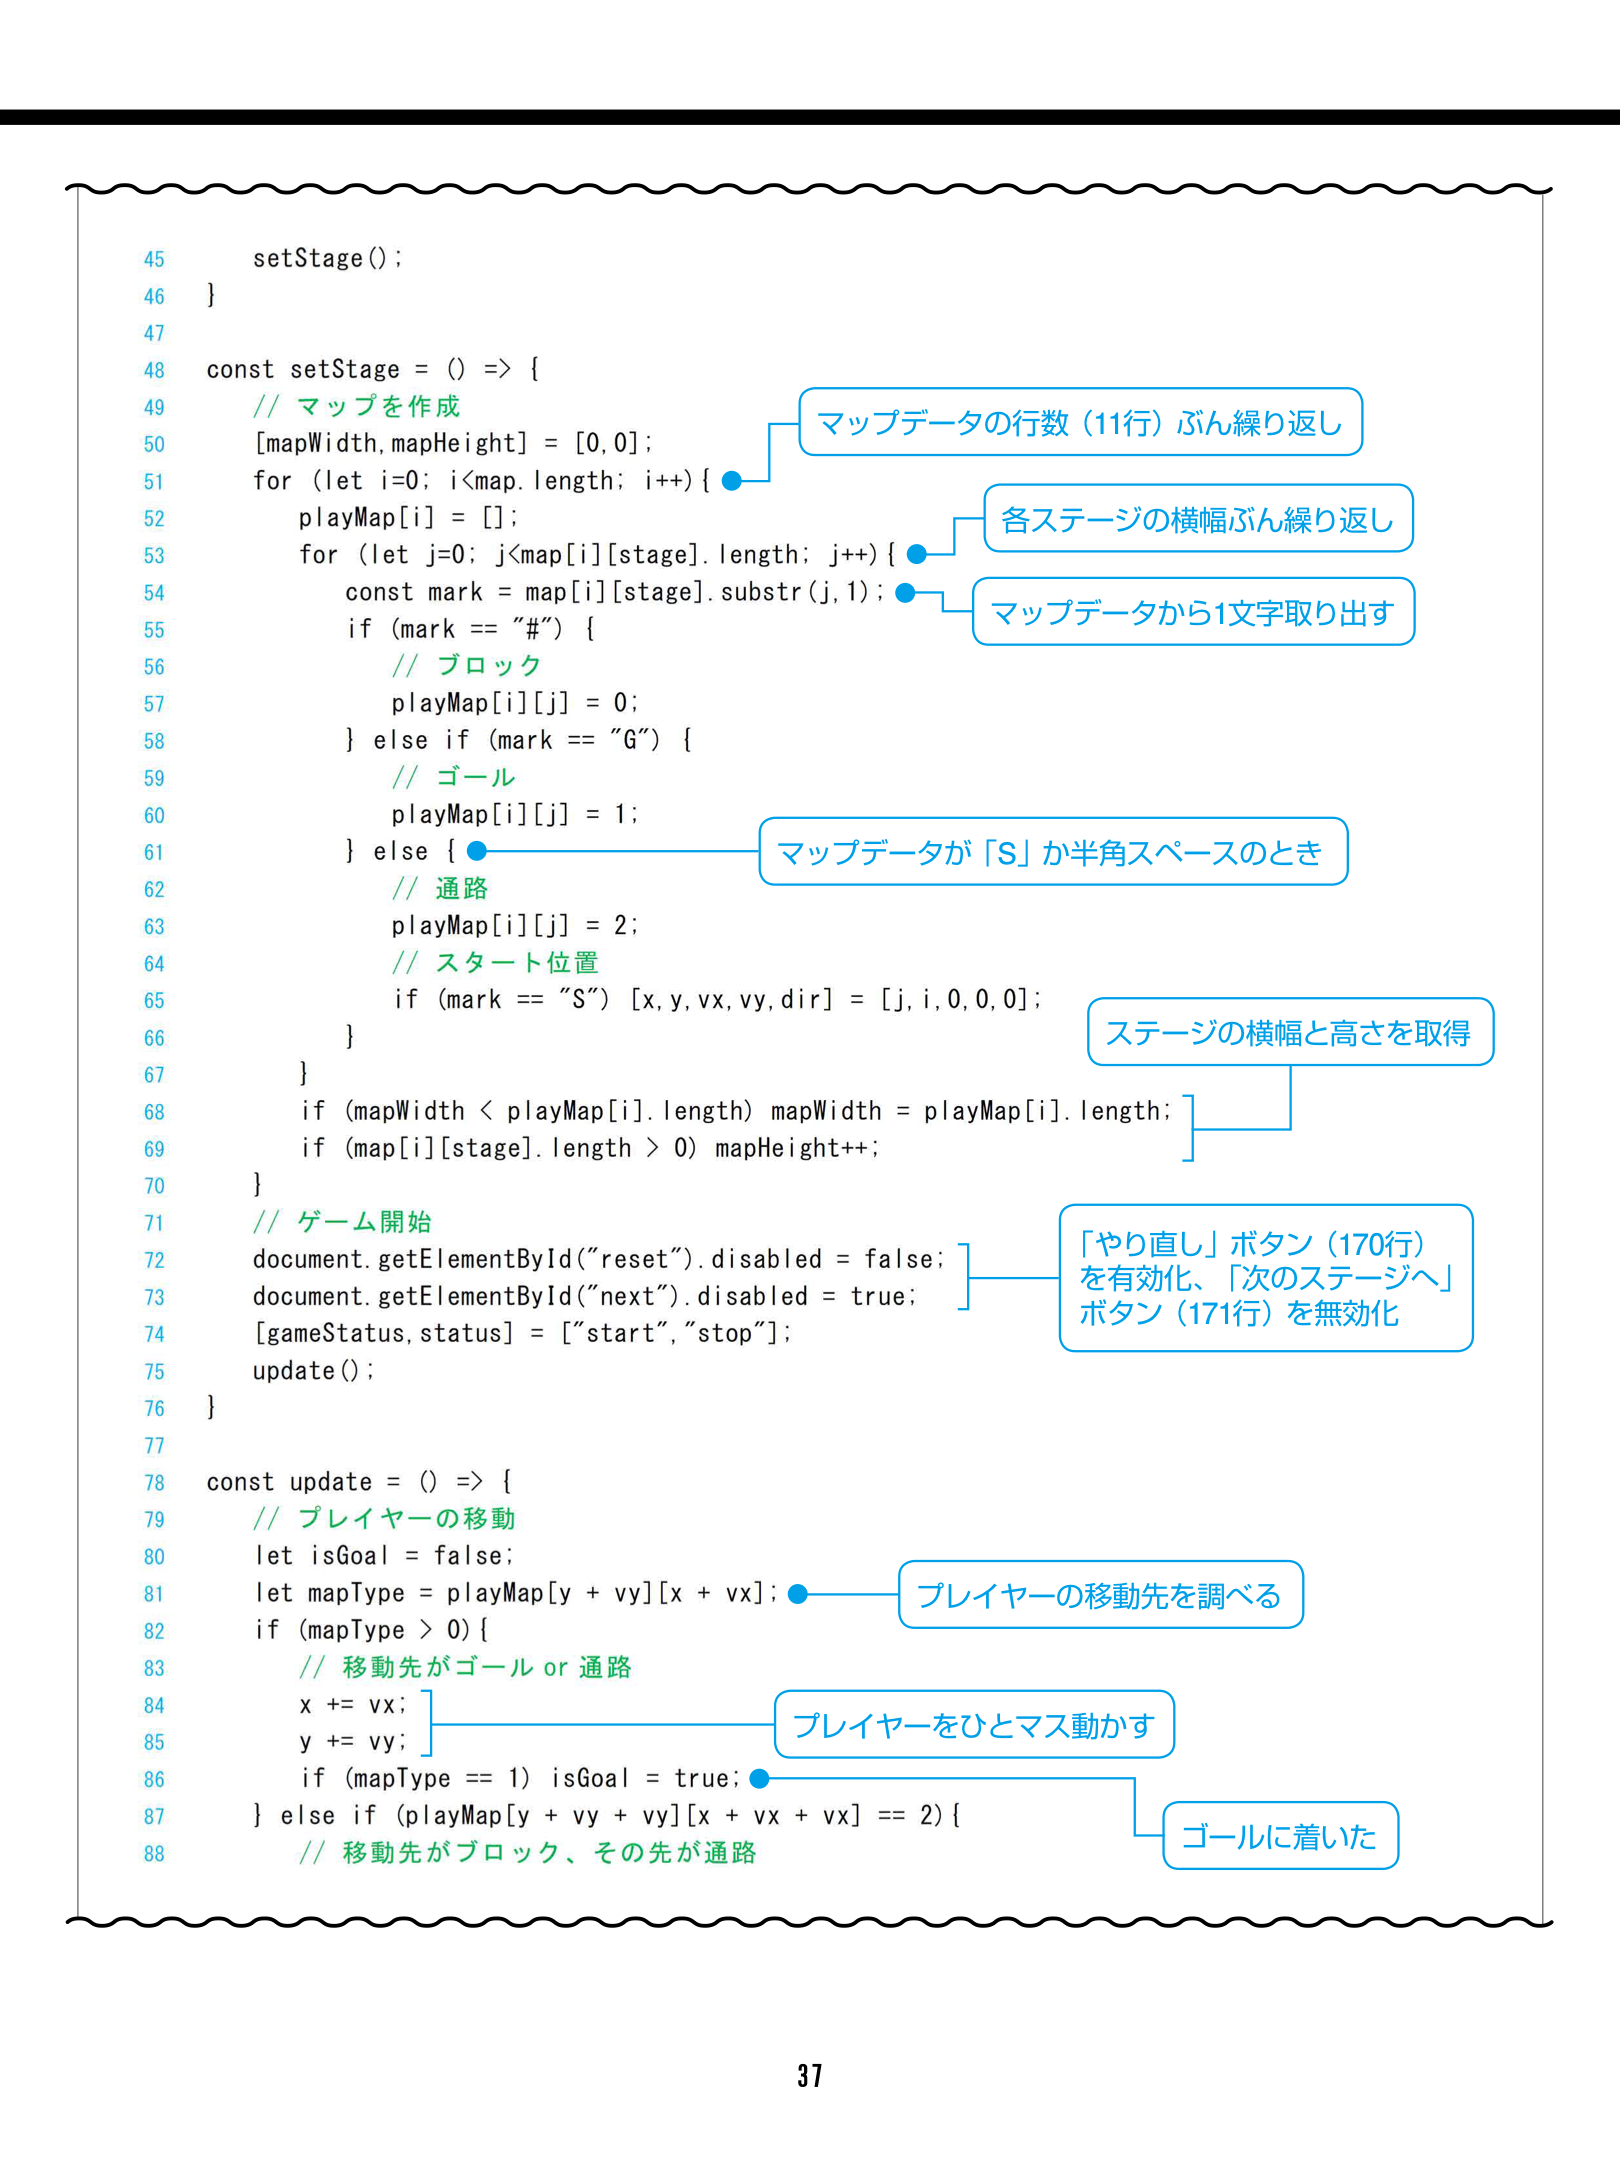 45 setStage();
46 }
47
48 const setStage = () => {
49 // マップを作成
50 [mapWidth,mapHeight] = [0,0];
マップデータの行数（11行）ぶん繰り返し
51 for (let i=0; i<map.length; i++){
52 playMap[i] = [];
各ステージの横幅ぶん繰り返し
53 for (let j=0; j<map[i][stage].length; j++){
54 const mark = map[i][stage].substr(j,1);
マップデータから1文字取り出す
55 if (mark == "#") {
56 // ブロック
57 playMap[i][j] = 0;
58 } else if (mark == "G") {
59 // ゴール
60 playMap[i][j] = 1;
61 } else {
マップデータが「S」か半角スペースのとき
62 // 通路
63 playMap[i][j] = 2;
64 // スタート位置
65 if (mark == "S") [x,y,vx,vy,dir] = [j,i,0,0,0];
66 }
ステージの横幅と高さを取得
67 }
68 if (mapWidth < playMap[i].length) mapWidth = playMap[i].length;
69 if (map[i][stage].length > 0) mapHeight++;
70 }
71 // ゲーム開始
72 document.getElementById("reset").disabled = false;
73 document.getElementById("next").disabled = true;
「やり直し」ボタン（170行）
を有効化、「次のステージへ」
ボタン（171行）を無効化
74 [gameStatus,status] = ["start","stop"];
75 update();
76 }
77
78 const update = () => {
79 // プレイヤーの移動
80 let isGoal = false;
81 let mapType = playMap[y + vy][x + vx];
プレイヤーの移動先を調べる
82 if (mapType > 0){
83 // 移動先がゴール or 通路
84 x += vx;
85 y += vy;
プレイヤーをひとマス動かす
86 if (mapType == 1) isGoal = true;
ゴールに着いた
87 } else if (playMap[y + vy + vy][x + vx + vx] == 2){
88 // 移動先がブロック、その先が通路
37